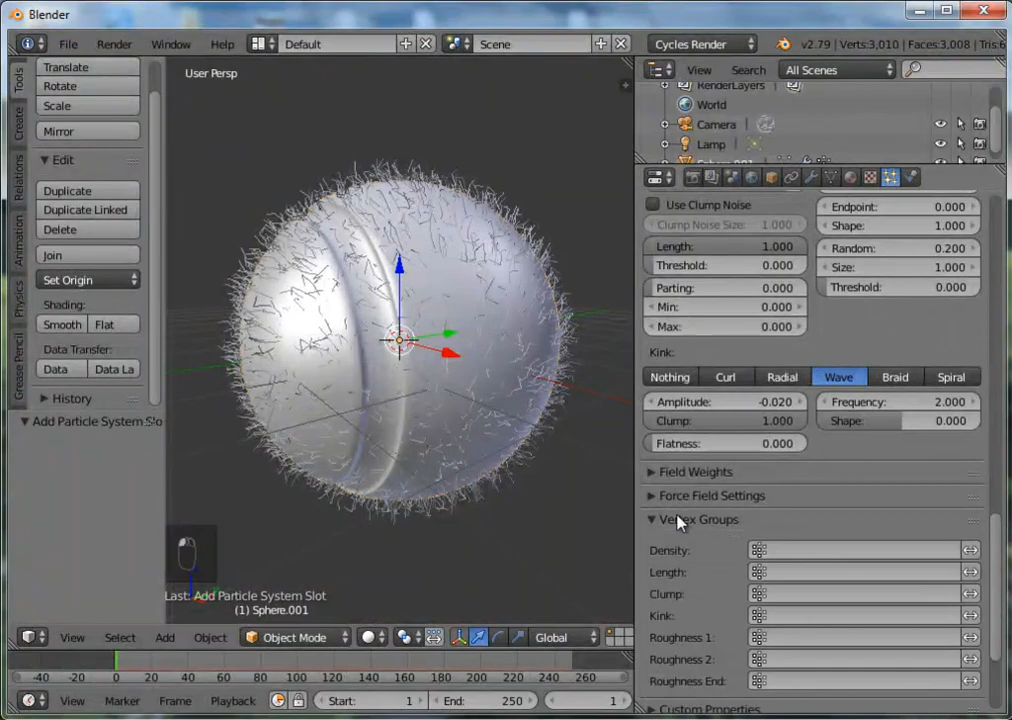 Blender
File Render Window Help Default Scene Cycles Render v2.79 | Verts:3,010 | Faces:3,008 | Tris:6
View Search All Scenes
RenderLayers
World
Camera
Lamp
Sphere.001
Tools
Create
Relations
Animation
Physics
Grease Pencil
Translate
Rotate
Scale
Mirror
Edit
Duplicate
Duplicate Linked
Delete
Join
Set Origin
Shading:
Smooth Flat
Data Transfer:
Data Data La
History
Add Particle System Slo
User Persp
Last: Add Particle System Slot
(1) Sphere.001
Use Clump Noise
Clump Noise Size: 1.000
Length: 1.000
Threshold: 0.000
Parting: 0.000
Min: 0.000
Max: 0.000
Endpoint: 0.000
Shape: 1.000
Random: 0.200
Size: 1.000
Threshold: 0.000
Kink:
Nothing Curl Radial Wave Braid Spiral
Amplitude: -0.020 Frequency: 2.000
Clump: 1.000 Shape: 0.000
Flatness: 0.000
Field Weights
Force Field Settings
Vertex Groups
Density:
Length:
Clump:
Kink:
Roughness 1:
Roughness 2:
Roughness End:
Custom Properties
View Select Add Object Object Mode Global
-40 -20 0 20 40 60 80 100 120 140 160 180 200 220 240 260
View Marker Frame Playback Start: 1 End: 250 1